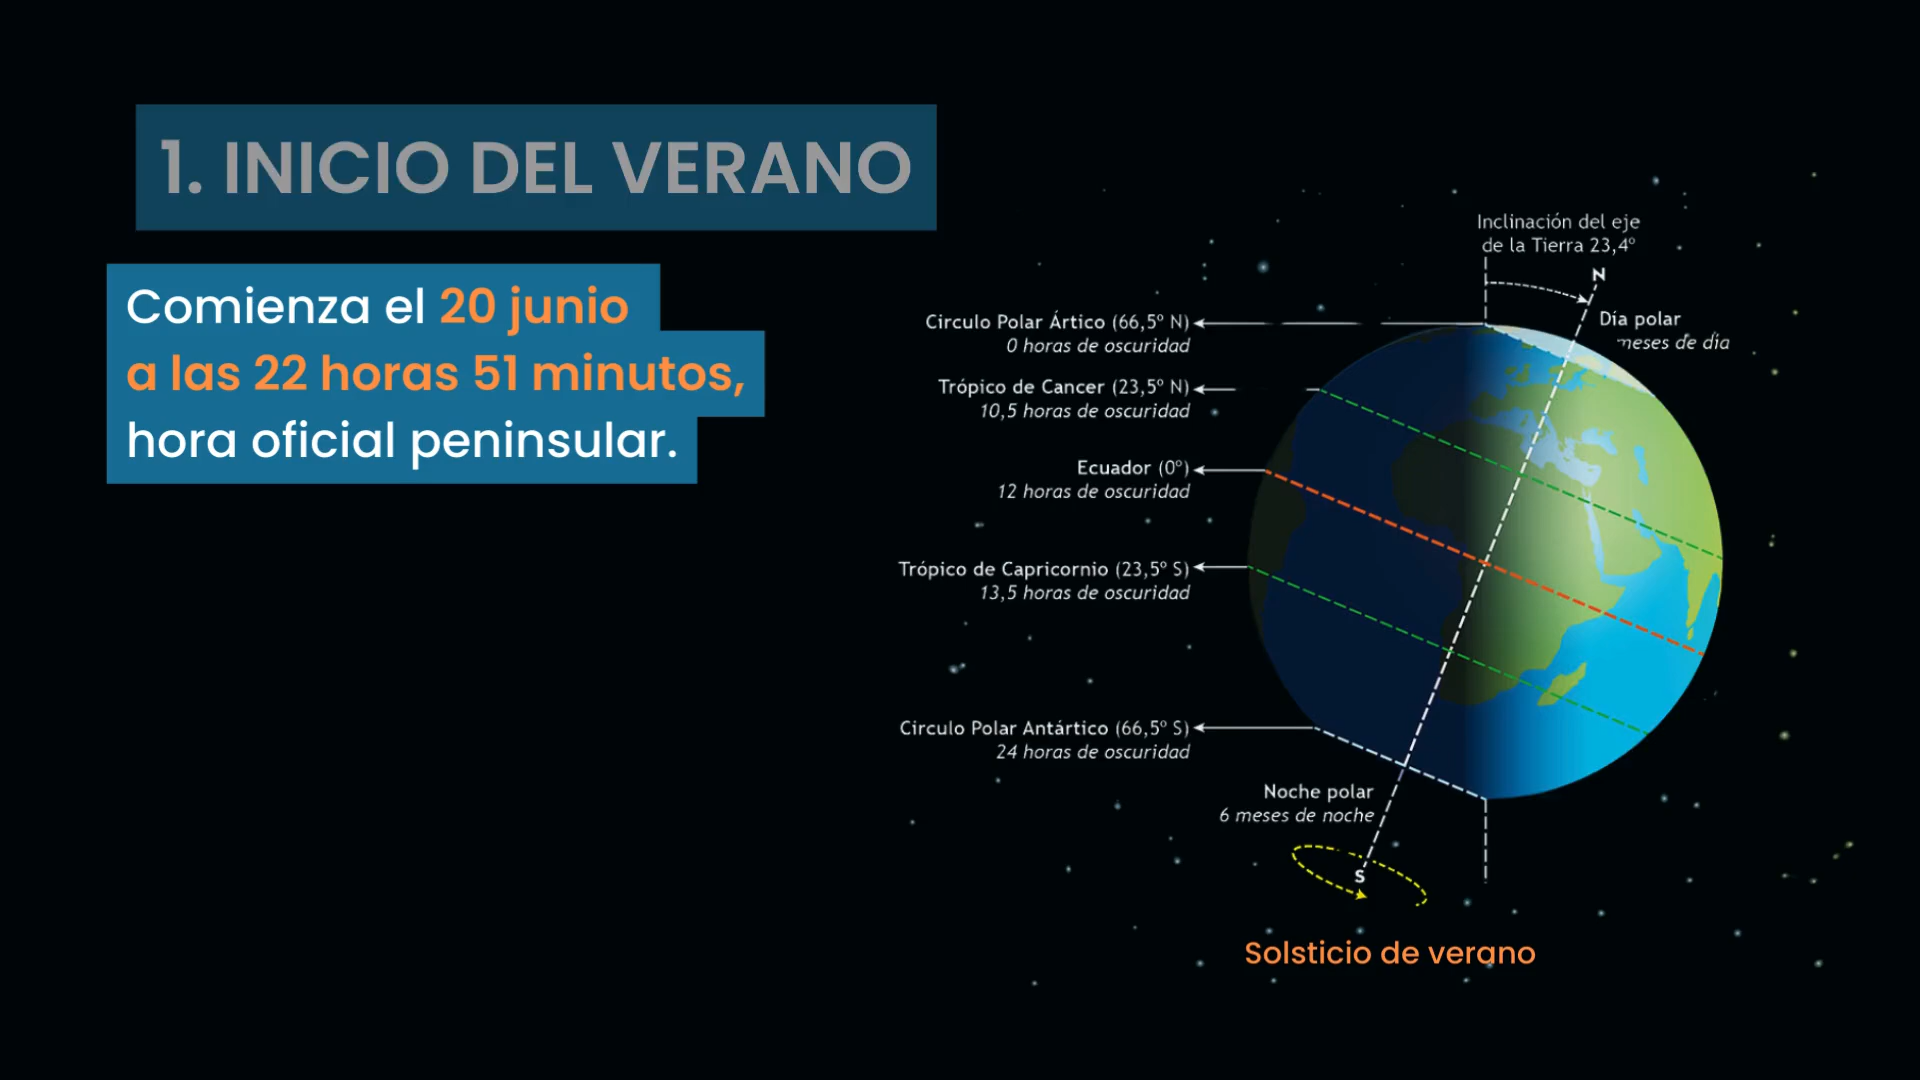 1. INICIO DEL VERANO
Comienza el 20 junio
a las 22 horas 51 minutos,
hora oficial peninsular.
Inclinación del eje
de la Tierra 23,4º
N
Día polar
meses de día
Circulo Polar Ártico (66,5º N)
0 horas de oscuridad
Trópico de Cancer (23,5º N)
10,5 horas de oscuridad
Ecuador (0º)
12 horas de oscuridad
Trópico de Capricornio (23,5º S)
13,5 horas de oscuridad
Circulo Polar Antártico (66,5º S)
24 horas de oscuridad
Noche polar
6 meses de noche
S
Solsticio de verano